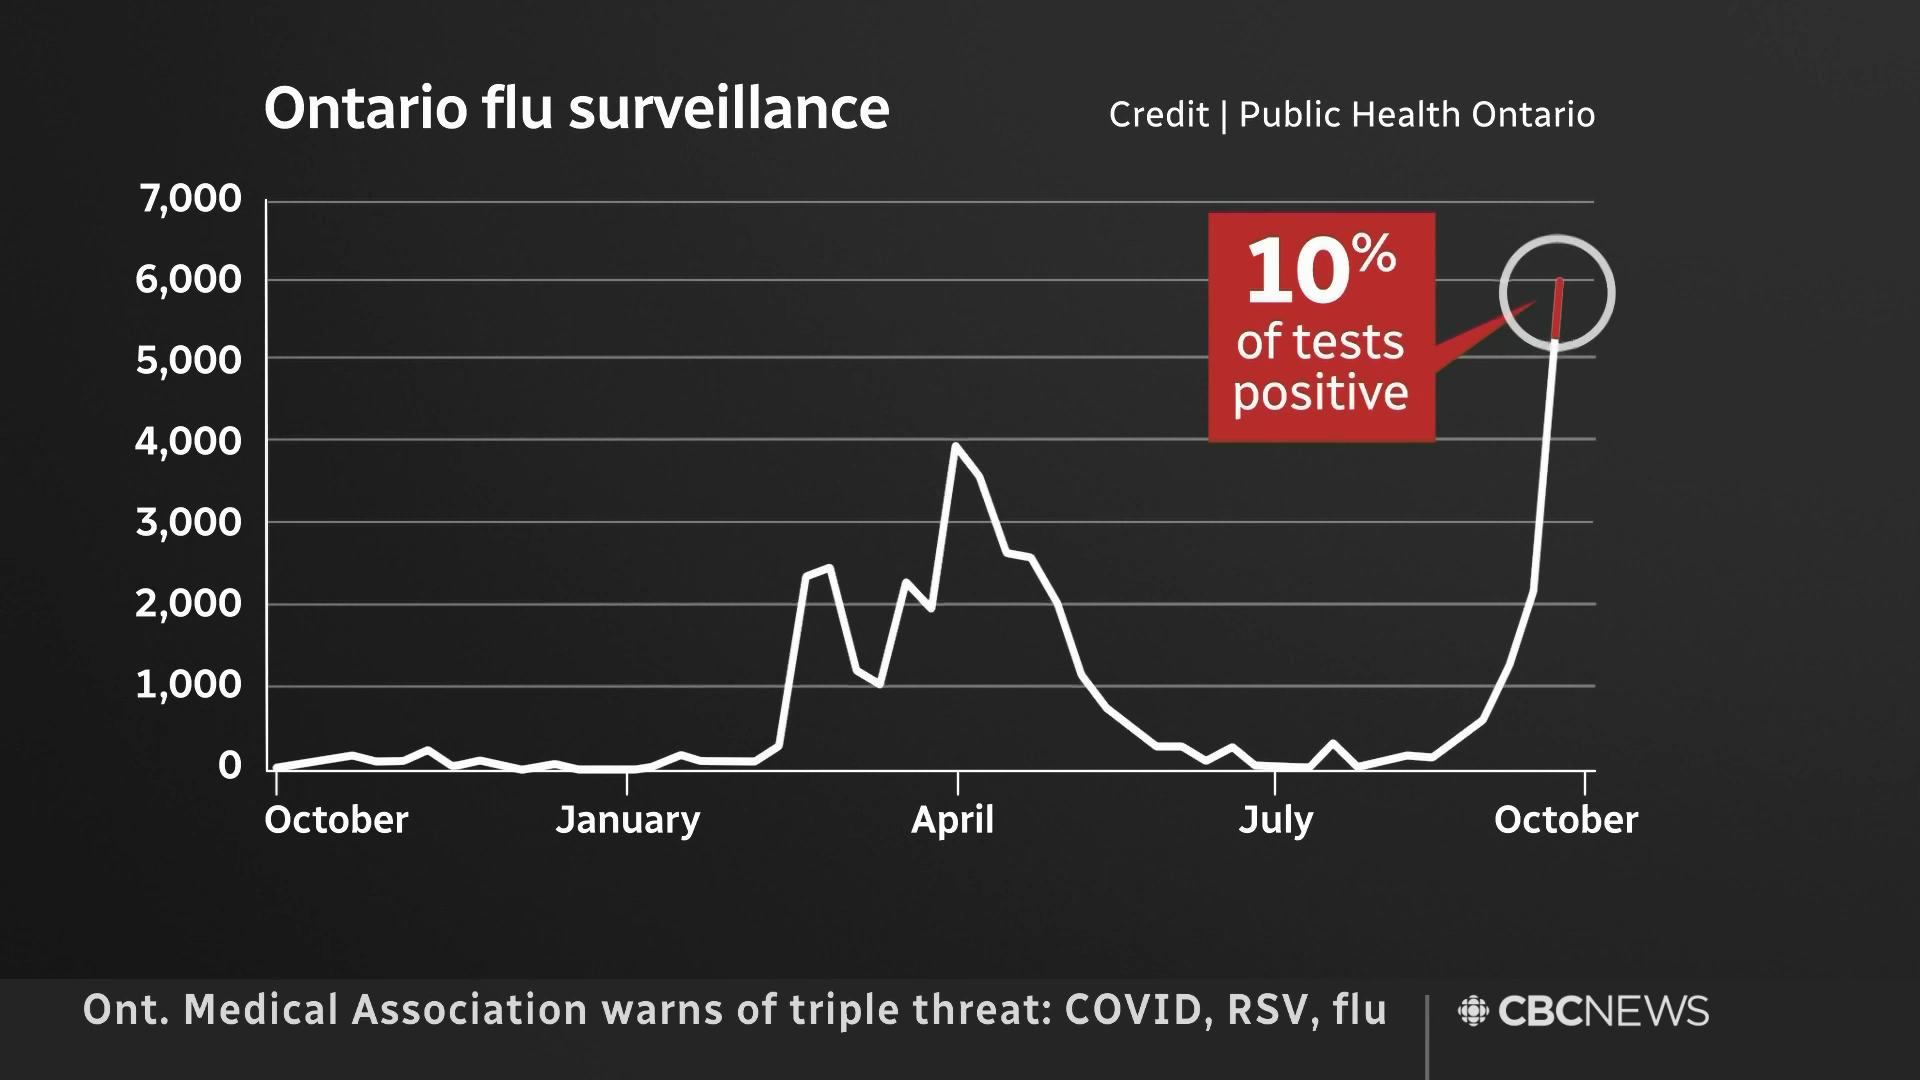 Ontario flu surveillance
Credit | Public Health Ontario
7,000
6,000
5,000
4,000
3,000
2,000
1,000
0
10%
of tests
positive
October January April July October
Ont. Medical Association warns of triple threat: COVID, RSV, flu
CBCNEWS